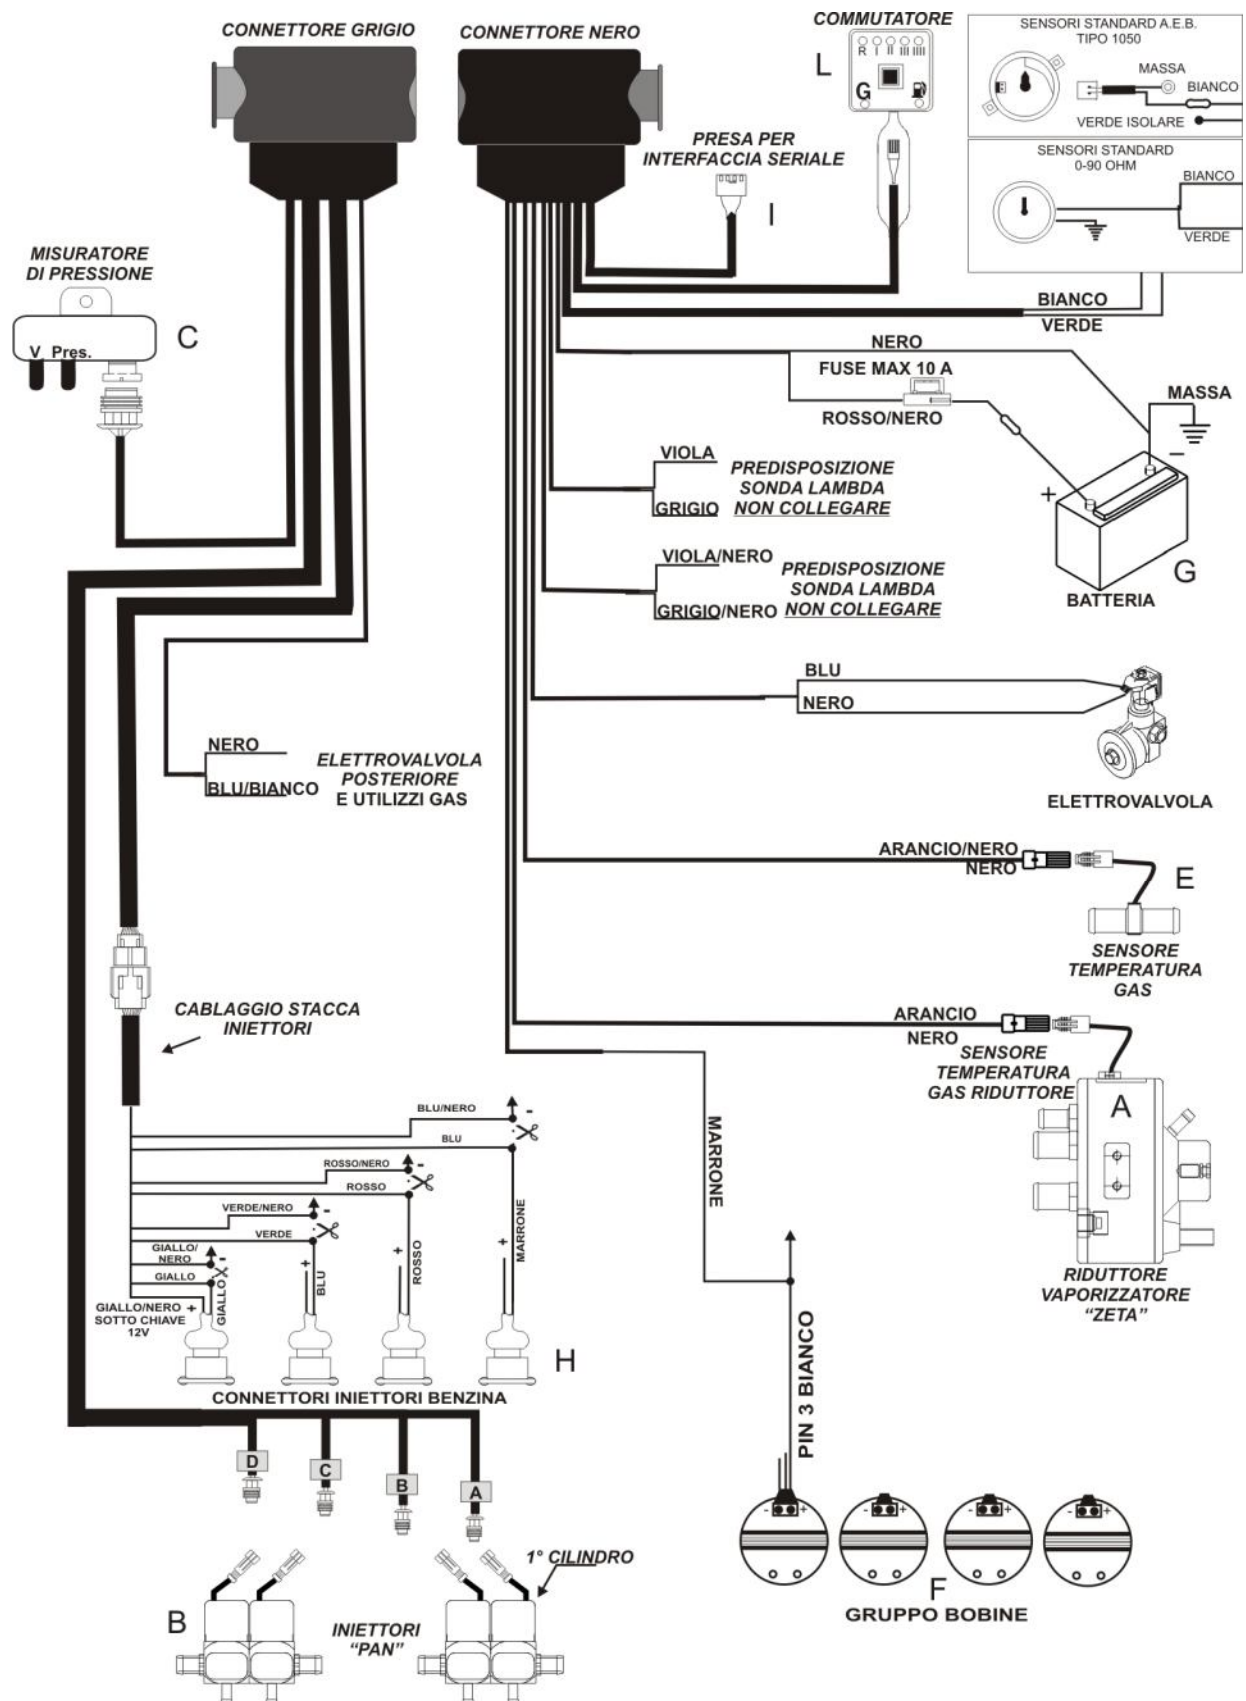 CONNETTORE GRIGIO
CONNETTORE NERO
COMMUTATORE
L
R I II III IIII
G
SENSORI STANDARD A.E.B.
TIPO 1050
MASSA
BIANCO
VERDE ISOLARE
SENSORI STANDARD
0-90 OHM
BIANCO
VERDE
PRESA PER
INTERFACCIA SERIALE
I
MISURATORE
DI PRESSIONE
V Pres.
C
BIANCO
VERDE
NERO
FUSE MAX 10 A
ROSSO/NERO
MASSA
-
+
G
BATTERIA
VIOLA
GRIGIO
PREDISPOSIZIONE
SONDA LAMBDA
NON COLLEGARE
VIOLA/NERO
GRIGIO/NERO
PREDISPOSIZIONE
SONDA LAMBDA
NON COLLEGARE
BLU
NERO
ELETTROVALVOLA
NERO
BLU/BIANCO
ELETTROVALVOLA
POSTERIORE
E UTILIZZI GAS
ARANCIO/NERO
NERO
E
SENSORE
TEMPERATURA
GAS
CABLAGGIO STACCA
INIETTORI
ARANCIO
NERO
SENSORE
TEMPERATURA
GAS RIDUTTORE
A
RIDUTTORE
VAPORIZZATORE
“ZETA”
MARRONE
BLU/NERO
-
BLU
ROSSO/NERO
-
ROSSO
VERDE/NERO
-
VERDE
GIALLO/
NERO
-
GIALLO
GIALLO/NERO
SOTTO CHIAVE
12V
+
GIALLO
+
BLU
+
ROSSO
+
MARRONE
H
CONNETTORI INIETTORI BENZINA
D
C
B
A
PIN 3 BIANCO
- +
- +
- +
- +
F
GRUPPO BOBINE
1° CILINDRO
B
INIETTORI
“PAN”